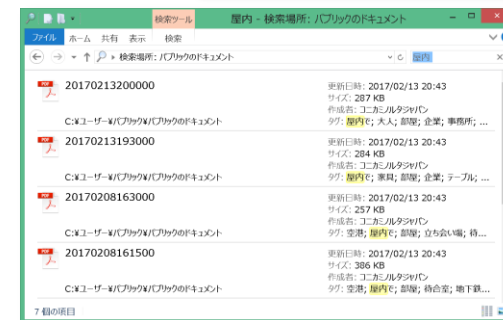 検索ツール 屋内 - 検索場所: パブリックのドキュメント
ファイル ホーム 共有 表示 検索
検索場所: パブリックのドキュメント 屋内
20170213200000 更新日時: 2017/02/13 20:43
サイズ: 287 KB
作成者: コニカミノルタジャパン
C:¥ユーザー¥パブリック¥パブリックのドキュメント タグ: 屋内で; 大人; 部屋; 企業; 事務所; ...
20170213193000 更新日時: 2017/02/13 20:43
サイズ: 284 KB
作成者: コニカミノルタジャパン
C:¥ユーザー¥パブリック¥パブリックのドキュメント タグ: 屋内で; 家具; 部屋; 企業; テーブル; ...
20170208163000 更新日時: 2017/02/13 20:43
サイズ: 257 KB
作成者: コニカミノルタジャパン
C:¥ユーザー¥パブリック¥パブリックのドキュメント タグ: 空港; 屋内で; 部屋; 立ち会い場; 待...
20170208161500 更新日時: 2017/02/13 20:43
サイズ: 386 KB
作成者: コニカミノルタジャパン
C:¥ユーザー¥パブリック¥パブリックのドキュメント タグ: 空港; 屋内で; 部屋; 待合室; 地下鉄...
7 個の項目